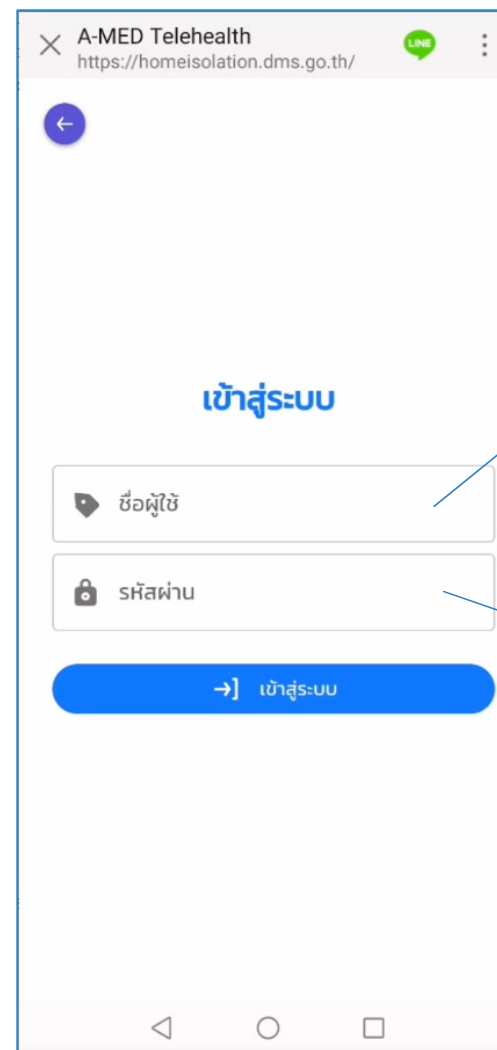 A-MED Telehealth
https://homeisolation.dms.go.th/
LINE
เข้าสู่ระบบ
ชื่อผู้ใช้
รหัสผ่าน
เข้าสู่ระบบ